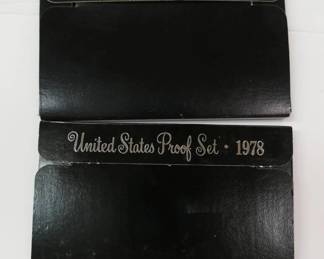 United States Proof Set · 1978